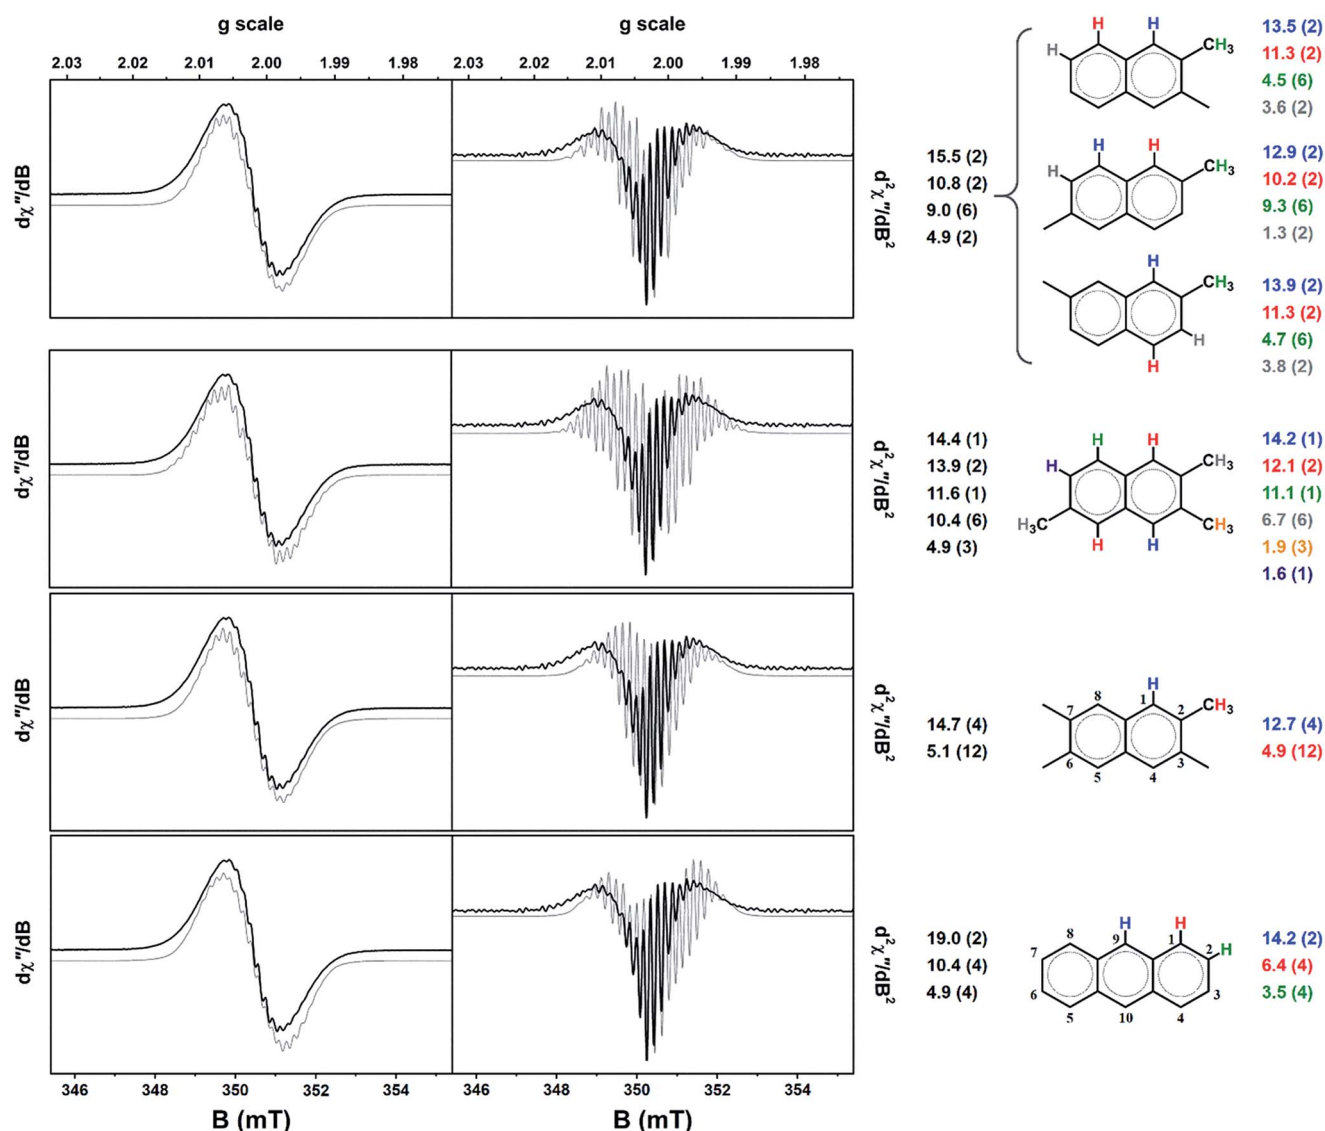 g scale
g scale
2.03 2.02 2.01 2.00 1.99 1.98
2.03 2.02 2.01 2.00 1.99 1.98
dχ"/dB
d²χ"/dB²
15.5 (2)
10.8 (2)
9.0 (6)
4.9 (2)
H H
H CH₃
13.5 (2)
11.3 (2)
4.5 (6)
3.6 (2)
H H
H CH₃
12.9 (2)
10.2 (2)
9.3 (6)
1.3 (2)
H
CH₃
H
H
13.9 (2)
11.3 (2)
4.7 (6)
3.8 (2)
dχ"/dB
d²χ"/dB²
14.4 (1)
13.9 (2)
11.6 (1)
10.4 (6)
4.9 (3)
H H
H CH₃
H₃C CH₃
H H
14.2 (1)
12.1 (2)
11.1 (1)
6.7 (6)
1.9 (3)
1.6 (1)
dχ"/dB
d²χ"/dB²
14.7 (4)
5.1 (12)
H
8 1
7 2 CH₃
6 3
5 4
12.7 (4)
4.9 (12)
dχ"/dB
d²χ"/dB²
19.0 (2)
10.4 (4)
4.9 (4)
H H
8 9 1
7 2 H
6 3
5 10 4
14.2 (2)
6.4 (4)
3.5 (4)
346 348 350 352 354
346 348 350 352 354
B (mT)
B (mT)